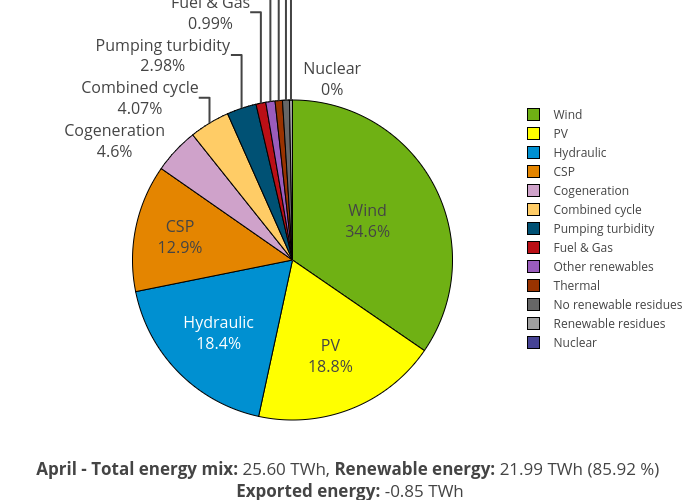 Fuel & Gas
0.99%
Pumping turbidity
2.98%
Combined cycle
4.07%
Cogeneration
4.6%
Nuclear
0%
Wind
34.6%
CSP
12.9%
Hydraulic
18.4%
PV
18.8%
Wind
PV
Hydraulic
CSP
Cogeneration
Combined cycle
Pumping turbidity
Fuel & Gas
Other renewables
Thermal
No renewable residues
Renewable residues
Nuclear
April - Total energy mix: 25.60 TWh, Renewable energy: 21.99 TWh (85.92 %)
Exported energy: -0.85 TWh